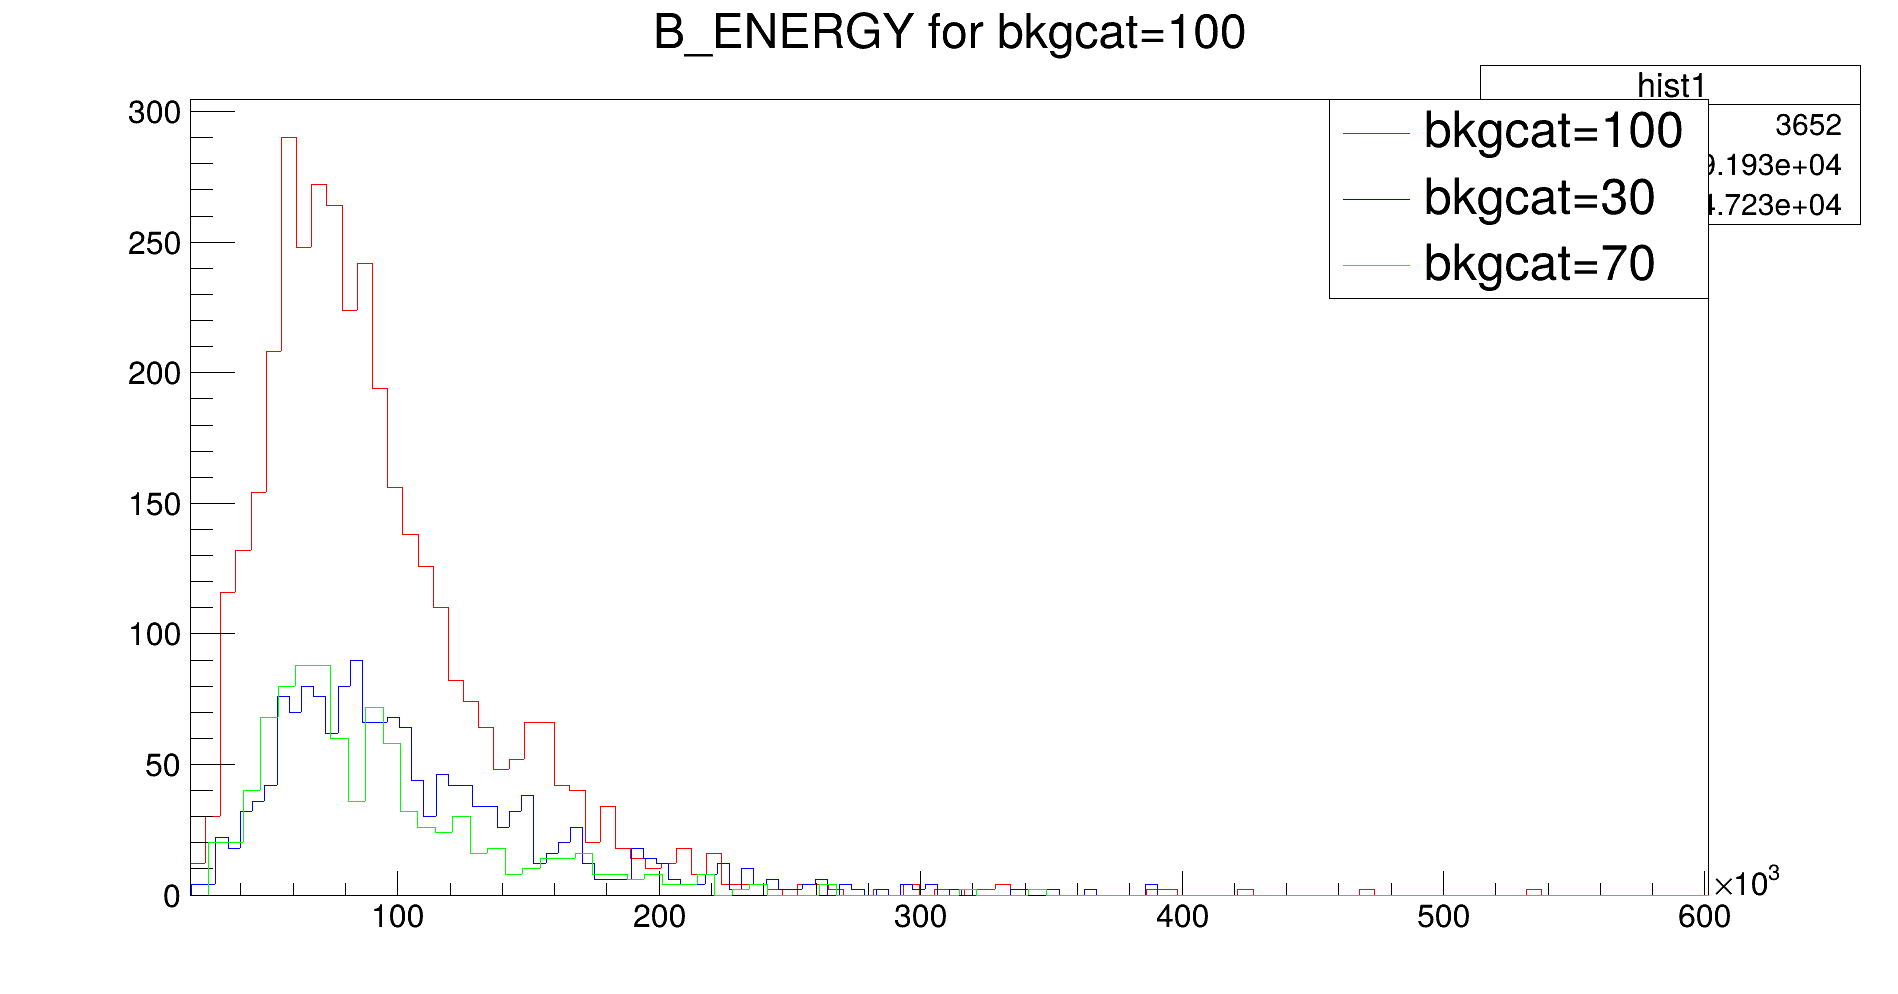 B_ENERGY for bkgcat=100
hist1
3652
9.193e+04
4.723e+04
bkgcat=100
bkgcat=30
bkgcat=70
300
250
200
150
100
50
0
100 200 300 400 500 600
×10³